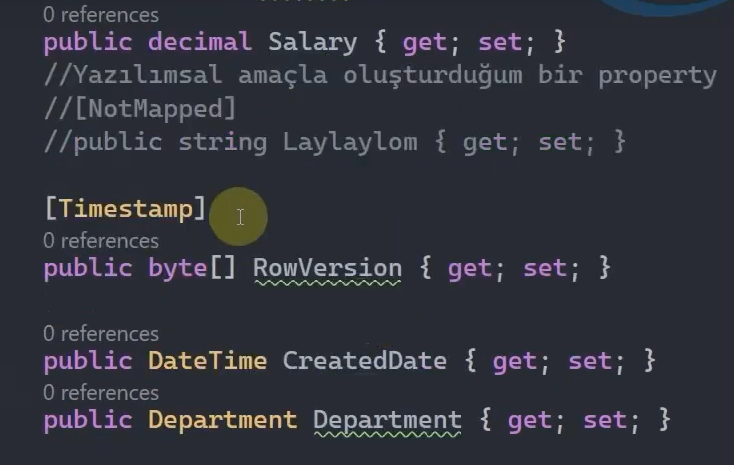 0 references
public decimal Salary { get; set; }
//Yazılımsal amaçla oluşturduğum bir property
//[NotMapped]
//public string Laylaylom { get; set; }
[Timestamp]
0 references
public byte[] RowVersion { get; set; }
0 references
public DateTime CreatedDate { get; set; }
0 references
public Department Department { get; set; }